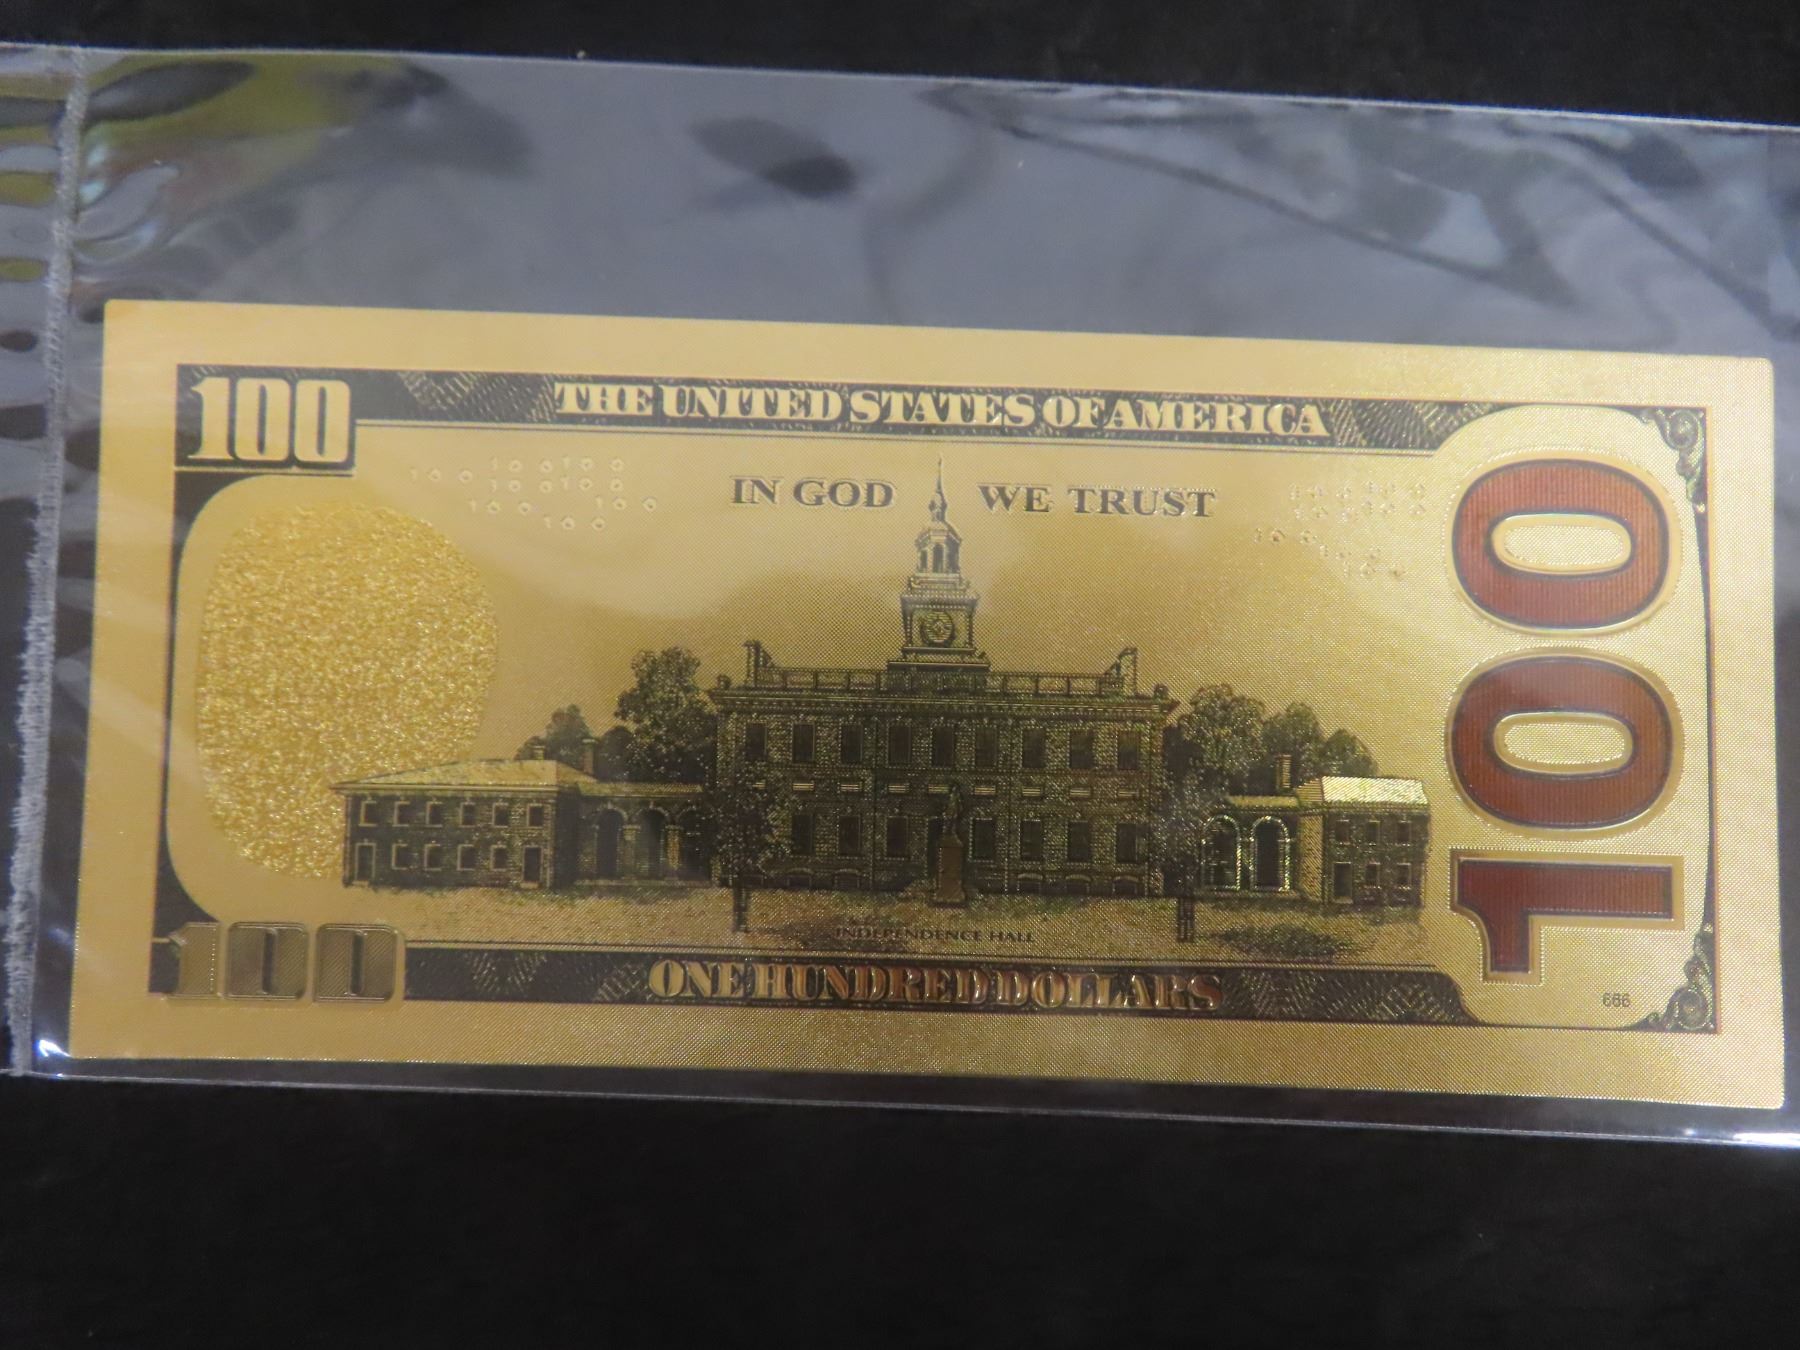 100
THE UNITED STATES OF AMERICA
IN GOD WE TRUST
100
INDEPENDENCE HALL
100
ONE HUNDRED DOLLARS
666